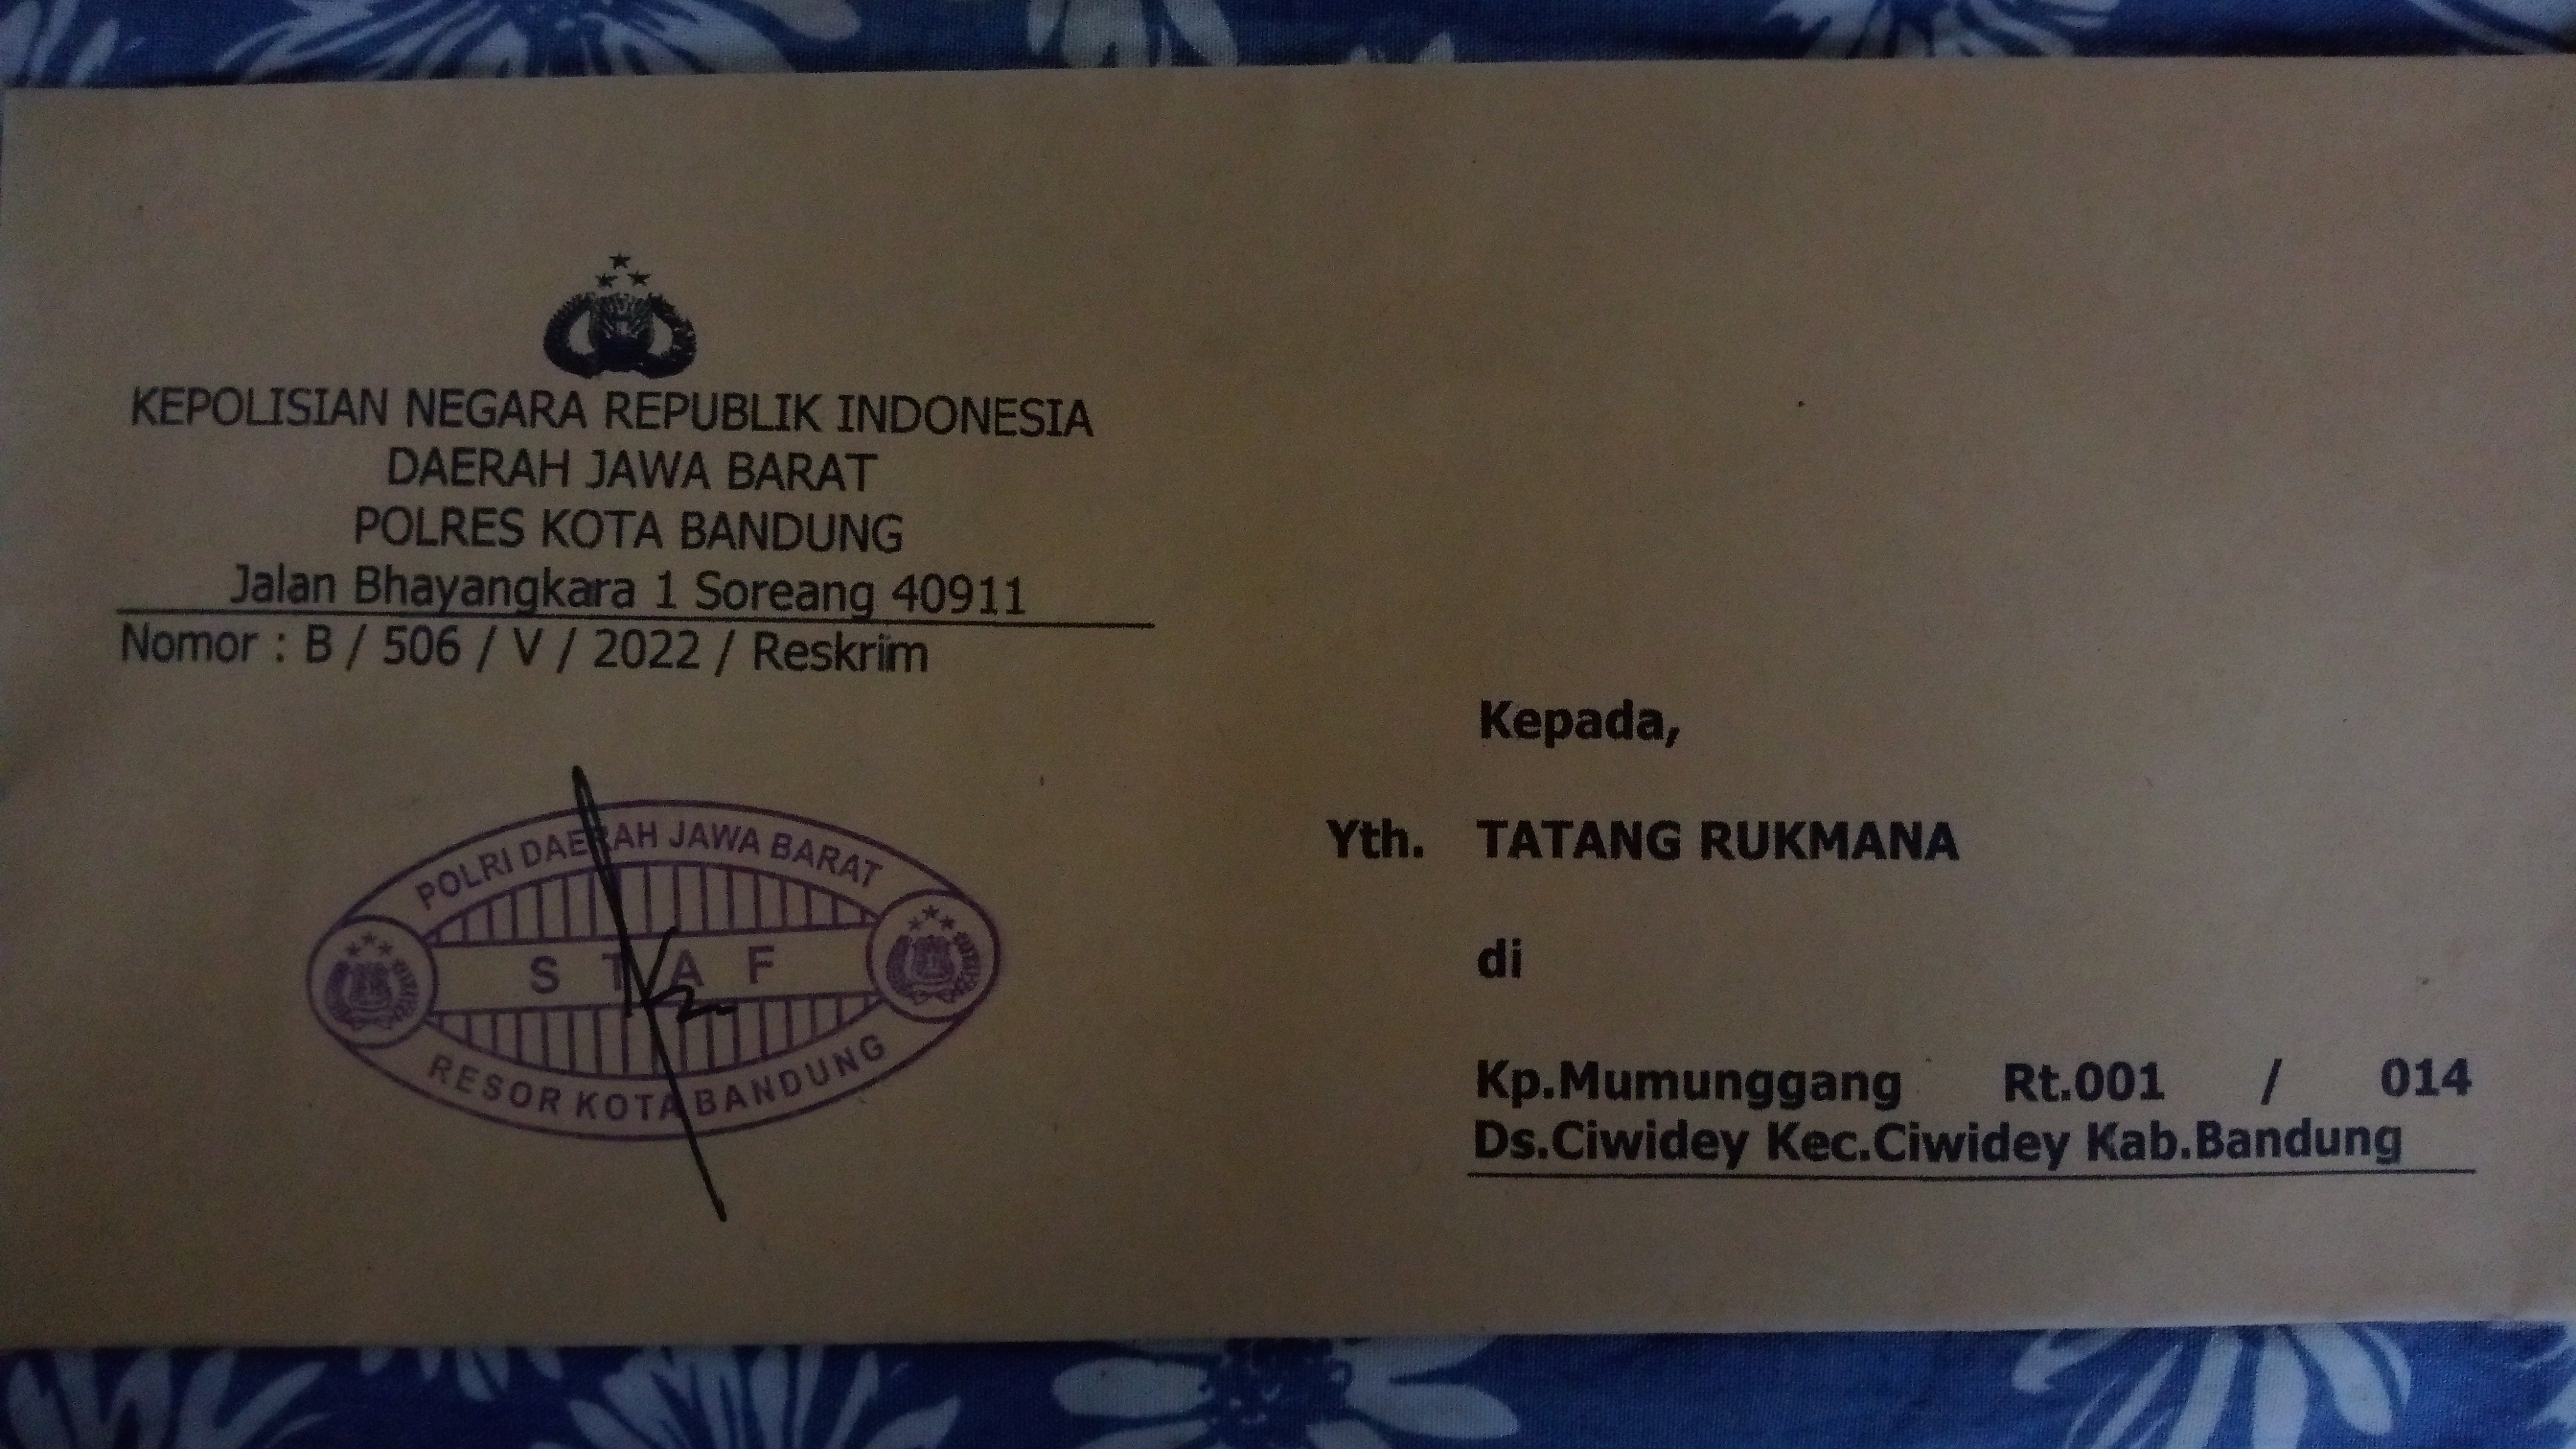 KEPOLISIAN NEGARA REPUBLIK INDONESIA
DAERAH JAWA BARAT
POLRES KOTA BANDUNG
Jalan Bhayangkara 1 Soreang 40911
Nomor : B / 506 / V / 2022 / Reskrim
POLRI DAERAH JAWA BARAT
S T A F
RESOR KOTA BANDUNG
Kepada,
Yth. TATANG RUKMANA
di
Kp.Mumunggang Rt.001 / 014
Ds.Ciwidey Kec.Ciwidey Kab.Bandung